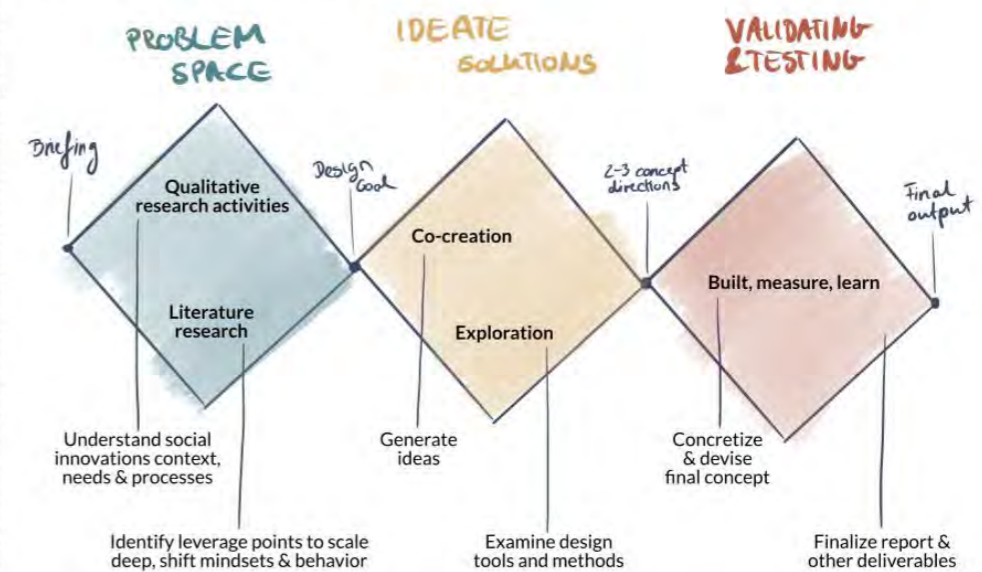 PROBLEM
SPACE
IDEATE
SOLUTIONS
VALIDATING
& TESTING
Briefing
Design
Goal
2-3 concept
directions
Final
output
Qualitative
research activities
Literature
research
Co-creation
Exploration
Built, measure, learn
Understand social
innovations context,
needs & processes
Identify leverage points to scale
deep, shift mindsets & behavior
Generate
ideas
Examine design
tools and methods
Concretize
& devise
final concept
Finalize report &
other deliverables